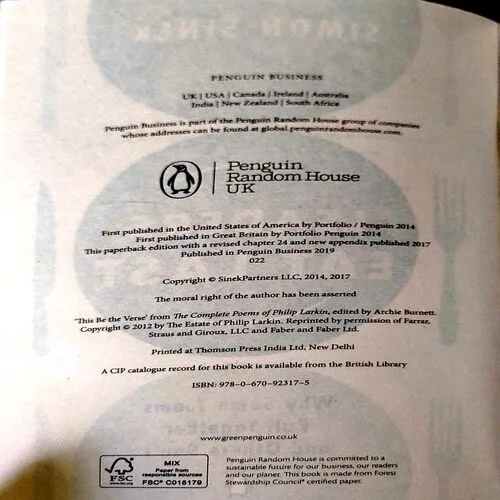 SIMON SINEK
PENGUIN BUSINESS
UK | USA | Canada | Ireland | Australia
India | New Zealand | South Africa
Penguin Business is part of the Penguin Random House group of companies
whose addresses can be found at global.penguinrandomhouse.com.
Penguin
Random House
UK
First published in the United States of America by Portfolio / Penguin 2014
First published in Great Britain by Portfolio Penguin 2014
This paperback edition with a revised chapter 24 and new appendix published 2017
Published in Penguin Business 2019
022
Copyright © SinekPartners LLC, 2014, 2017
The moral right of the author has been asserted
'This Be the Verse' from The Complete Poems of Philip Larkin, edited by Archie Burnett.
Copyright © 2012 by The Estate of Philip Larkin. Reprinted by permission of Farrar,
Straus and Giroux, LLC and Faber and Faber Ltd.
Printed at Thomson Press India Ltd, New Delhi
A CIP catalogue record for this book is available from the British Library
ISBN: 978-0-670-92317-5
www.greenpenguin.co.uk
FSC
www.fsc.org
MIX
Paper from
responsible sources
FSC® C018179
Penguin Random House is committed to a
sustainable future for our business, our readers
and our planet. This book is made from Forest
Stewardship Council® certified paper.